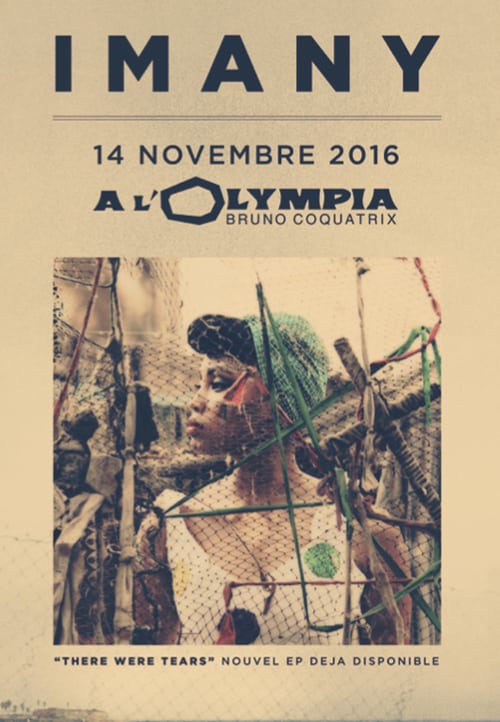 IMANY
14 NOVEMBRE 2016
A L'OLYMPIA
BRUNO COQUATRIX
"THERE WERE TEARS" NOUVEL EP DEJA DISPONIBLE